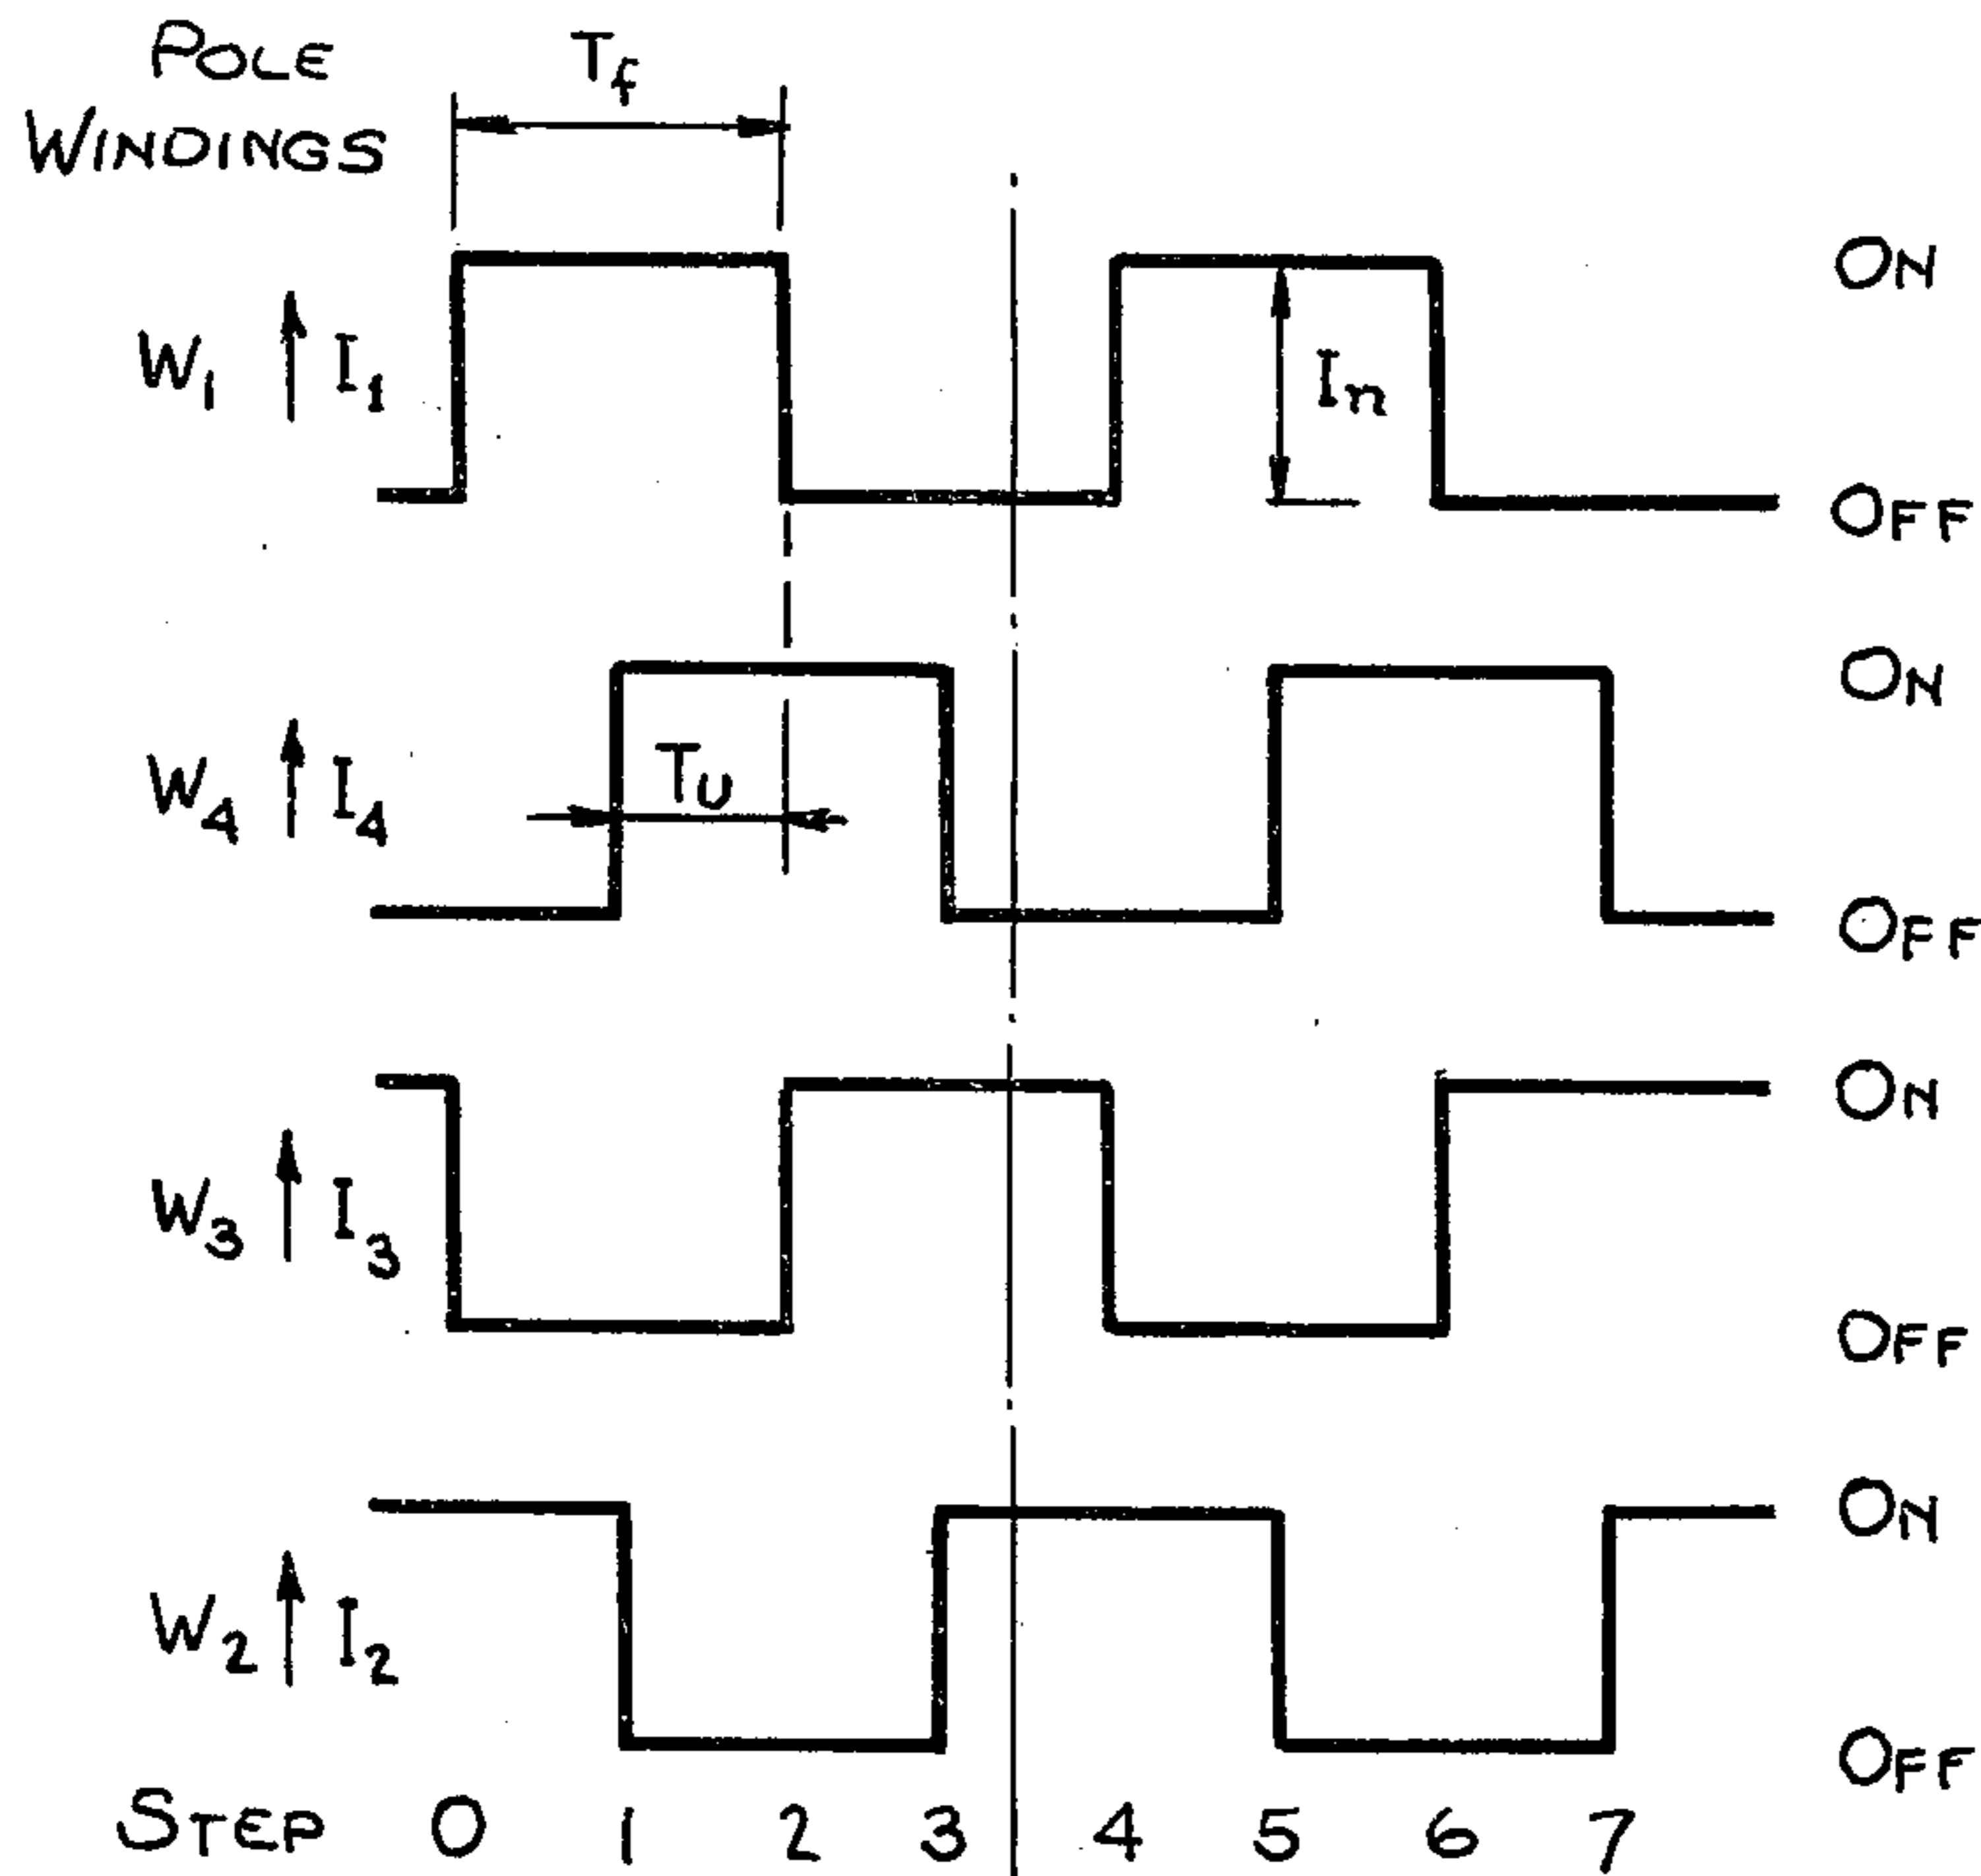 POLE
WINDINGS
Tf
ON
W1 I1
In
OFF
ON
W4 I4
TU
OFF
ON
W3 I3
OFF
ON
W2 I2
OFF
STEP 0 1 2 3 4 5 6 7